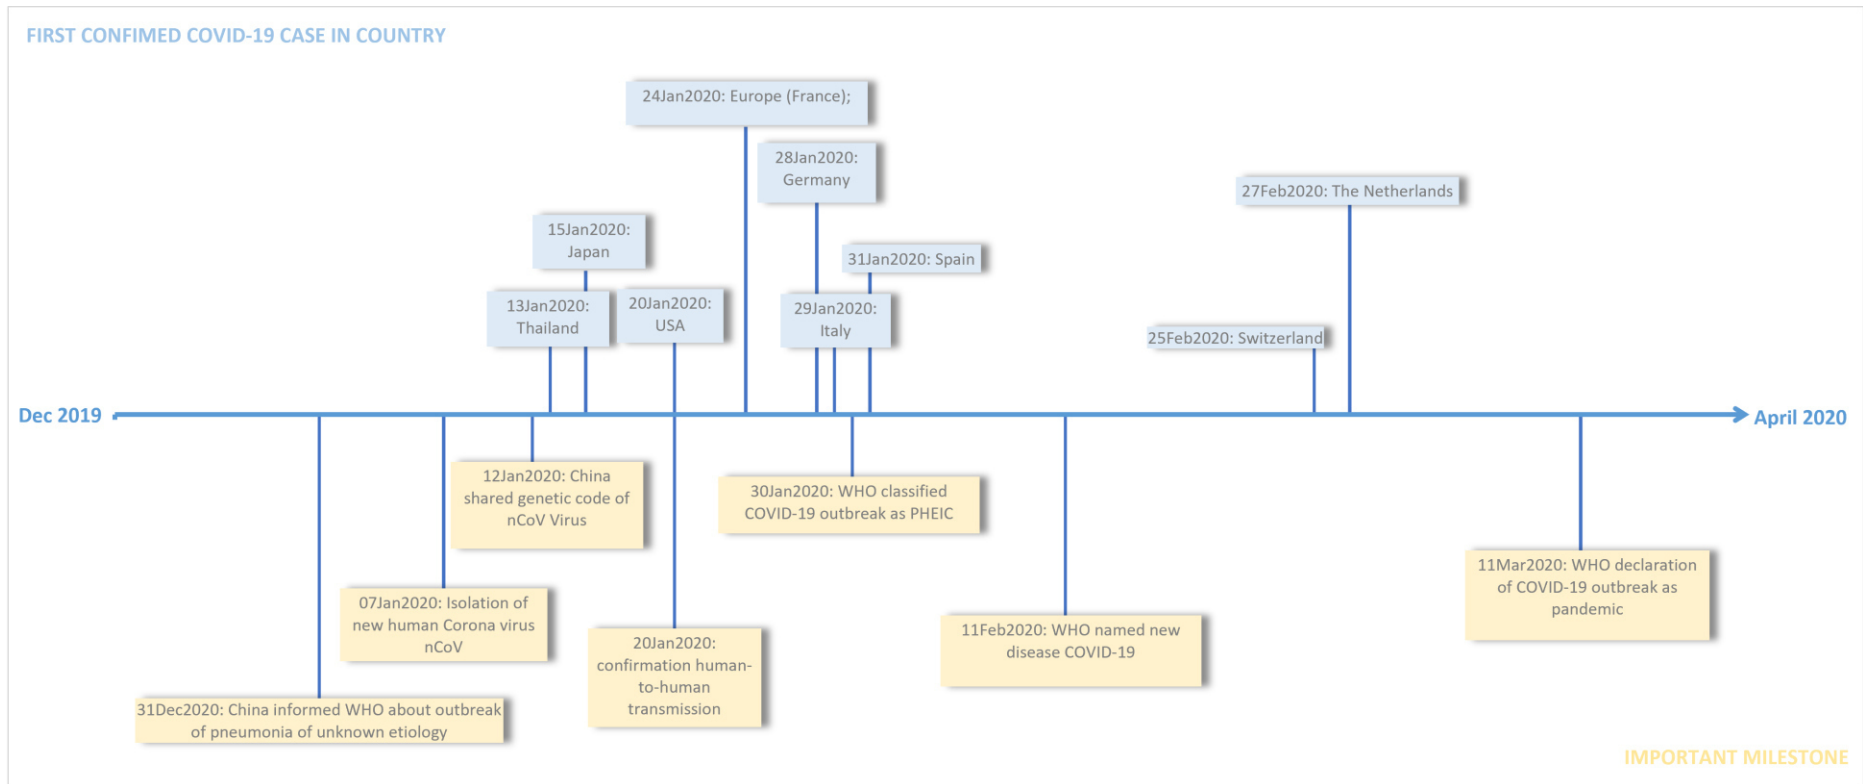 FIRST CONFIMED COVID-19 CASE IN COUNTRY
24Jan2020: Europe (France);
28Jan2020:
Germany
27Feb2020: The Netherlands
15Jan2020:
Japan
31Jan2020: Spain
13Jan2020:
Thailand
20Jan2020:
USA
29Jan2020:
Italy
25Feb2020: Switzerland
Dec 2019
April 2020
12Jan2020: China
shared genetic code of
nCoV Virus
30Jan2020: WHO classified
COVID-19 outbreak as PHEIC
11Mar2020: WHO declaration
of COVID-19 outbreak as
pandemic
07Jan2020: Isolation of
new human Corona virus
nCoV
11Feb2020: WHO named new
disease COVID-19
20Jan2020:
confirmation human-
to-human
transmission
31Dec2020: China informed WHO about outbreak
of pneumonia of unknown etiology
IMPORTANT MILESTONE